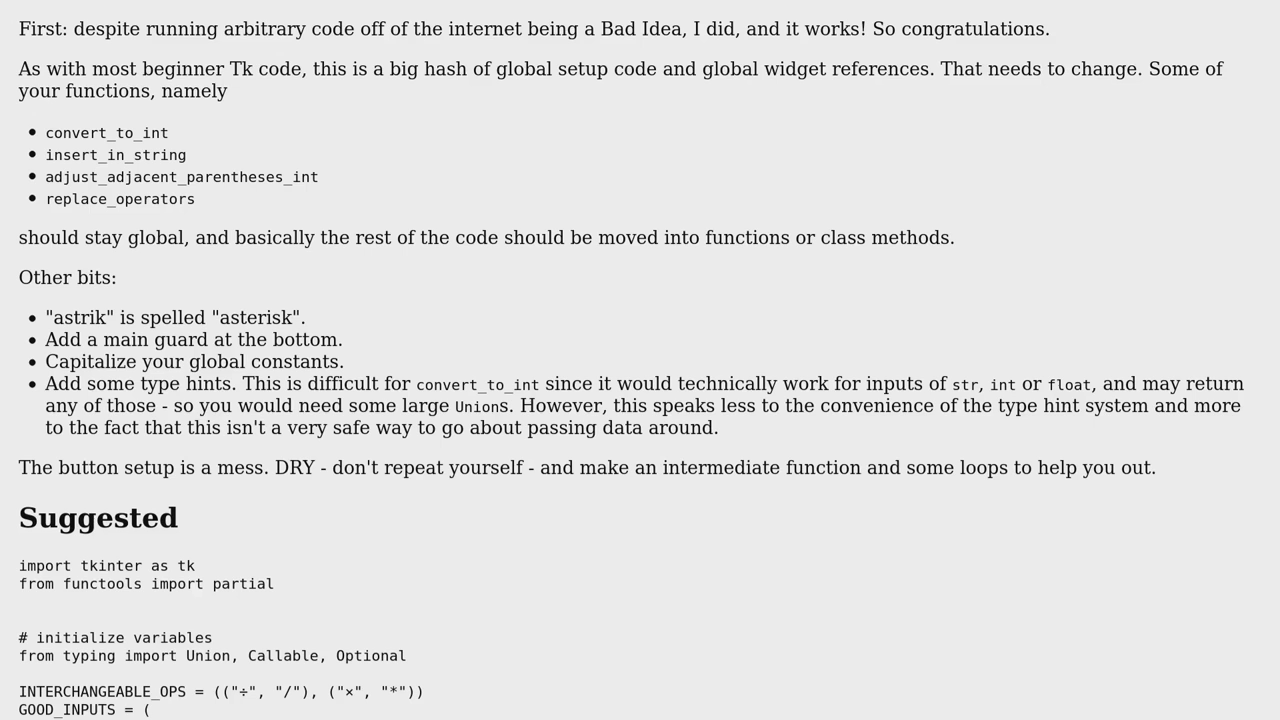 First: despite running arbitrary code off of the internet being a Bad Idea, I did, and it works! So congratulations.
As with most beginner Tk code, this is a big hash of global setup code and global widget references. That needs to change. Some of
your functions, namely
• convert_to_int
• insert_in_string
• adjust_adjacent_parentheses_int
• replace_operators
should stay global, and basically the rest of the code should be moved into functions or class methods.
Other bits:
• "astrik" is spelled "asterisk".
• Add a main guard at the bottom.
• Capitalize your global constants.
• Add some type hints. This is difficult for convert_to_int since it would technically work for inputs of str, int or float, and may return
any of those - so you would need some large Unions. However, this speaks less to the convenience of the type hint system and more
to the fact that this isn't a very safe way to go about passing data around.
The button setup is a mess. DRY - don't repeat yourself - and make an intermediate function and some loops to help you out.
Suggested
import tkinter as tk
from functools import partial
# initialize variables
from typing import Union, Callable, Optional
INTERCHANGEABLE_OPS = (("÷", "/"), ("×", "*"))
GOOD_INPUTS = (